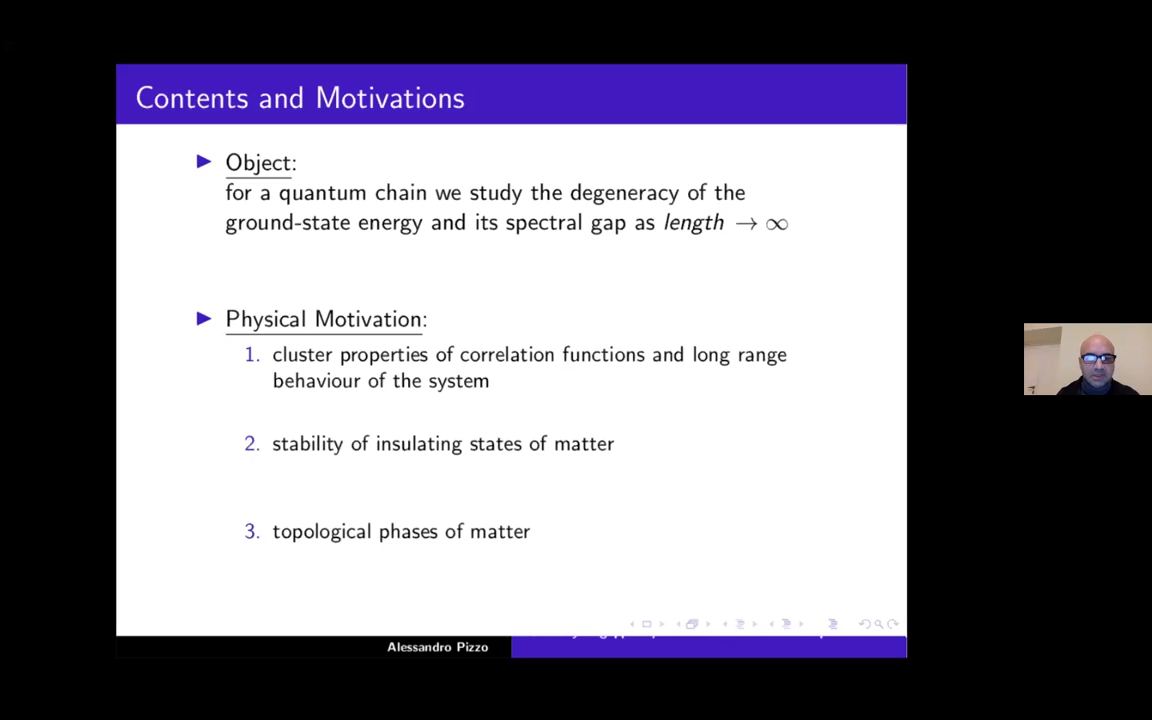 Contents and Motivations
▶ Object:
for a quantum chain we study the degeneracy of the
ground-state energy and its spectral gap as length → ∞
▶ Physical Motivation:
1. cluster properties of correlation functions and long range
behaviour of the system
2. stability of insulating states of matter
3. topological phases of matter
Alessandro Pizzo